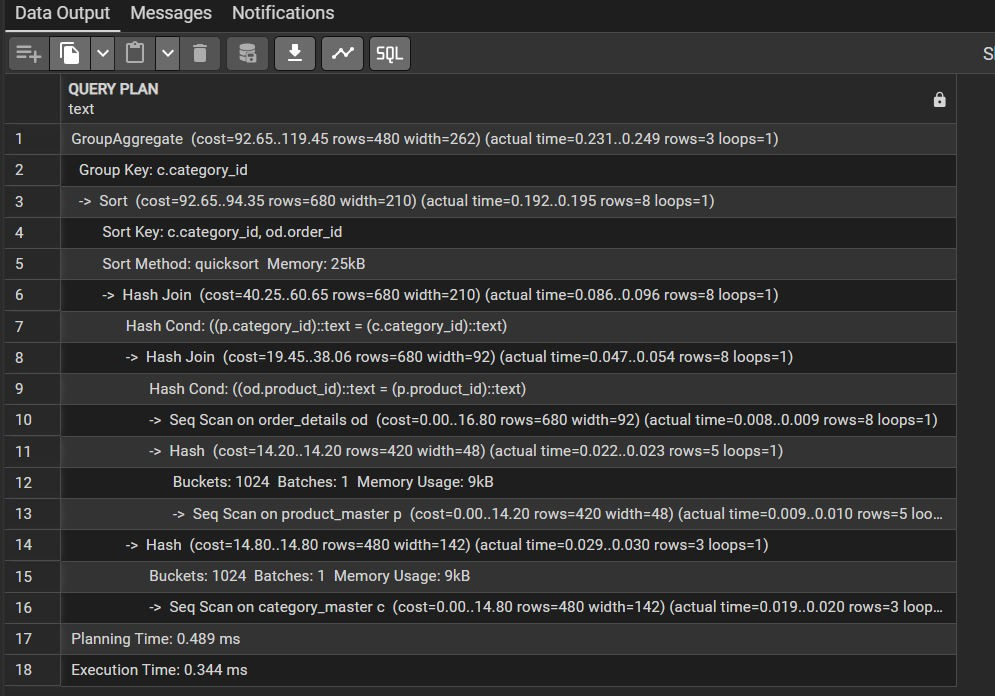 Data Output Messages Notifications
SQL S
QUERY PLAN
text
1 GroupAggregate (cost=92.65..119.45 rows=480 width=262) (actual time=0.231..0.249 rows=3 loops=1)
2 Group Key: c.category_id
3 -> Sort (cost=92.65..94.35 rows=680 width=210) (actual time=0.192..0.195 rows=8 loops=1)
4 Sort Key: c.category_id, od.order_id
5 Sort Method: quicksort Memory: 25kB
6 -> Hash Join (cost=40.25..60.65 rows=680 width=210) (actual time=0.086..0.096 rows=8 loops=1)
7 Hash Cond: ((p.category_id)::text = (c.category_id)::text)
8 -> Hash Join (cost=19.45..38.06 rows=680 width=92) (actual time=0.047..0.054 rows=8 loops=1)
9 Hash Cond: ((od.product_id)::text = (p.product_id)::text)
10 -> Seq Scan on order_details od (cost=0.00..16.80 rows=680 width=92) (actual time=0.008..0.009 rows=8 loops=1)
11 -> Hash (cost=14.20..14.20 rows=420 width=48) (actual time=0.022..0.023 rows=5 loops=1)
12 Buckets: 1024 Batches: 1 Memory Usage: 9kB
13 -> Seq Scan on product_master p (cost=0.00..14.20 rows=420 width=48) (actual time=0.009..0.010 rows=5 loo...
14 -> Hash (cost=14.80..14.80 rows=480 width=142) (actual time=0.029..0.030 rows=3 loops=1)
15 Buckets: 1024 Batches: 1 Memory Usage: 9kB
16 -> Seq Scan on category_master c (cost=0.00..14.80 rows=480 width=142) (actual time=0.019..0.020 rows=3 loop...
17 Planning Time: 0.489 ms
18 Execution Time: 0.344 ms